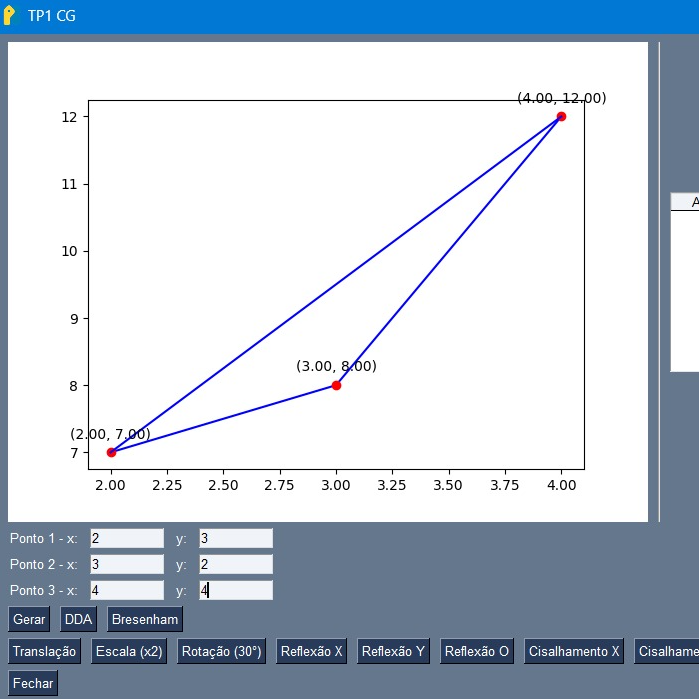 TP1 CG
(4.00, 12.00)
12
11
A
10
9
(3.00, 8.00)
8
(2.00, 7.00)
7
2.00 2.25 2.50 2.75 3.00 3.25 3.50 3.75 4.00
Ponto 1 - x: 2 y: 3
Ponto 2 - x: 3 y: 2
Ponto 3 - x: 4 y: 4
Gerar DDA Bresenham
Translação Escala (x2) Rotação (30°) Reflexão X Reflexão Y Reflexão O Cisalhamento X Cisalhame
Fechar